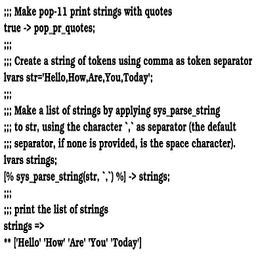 ;;; Make pop-11 print strings with quotes
true -> pop_pr_quotes;
;;;
;;; Create a string of tokens using comma as token separator
lvars str='Hello,How,Are,You,Today';
;;;
;;; Make a list of strings by applying sys_parse_string
;;; to str, using the character `,` as separator (the default
;;; separator, if none is provided, is the space character).
lvars strings;
[% sys_parse_string(str, `,`) %] -> strings;
;;;
;;; print the list of strings
strings =>
** ['Hello' 'How' 'Are' 'You' 'Today']